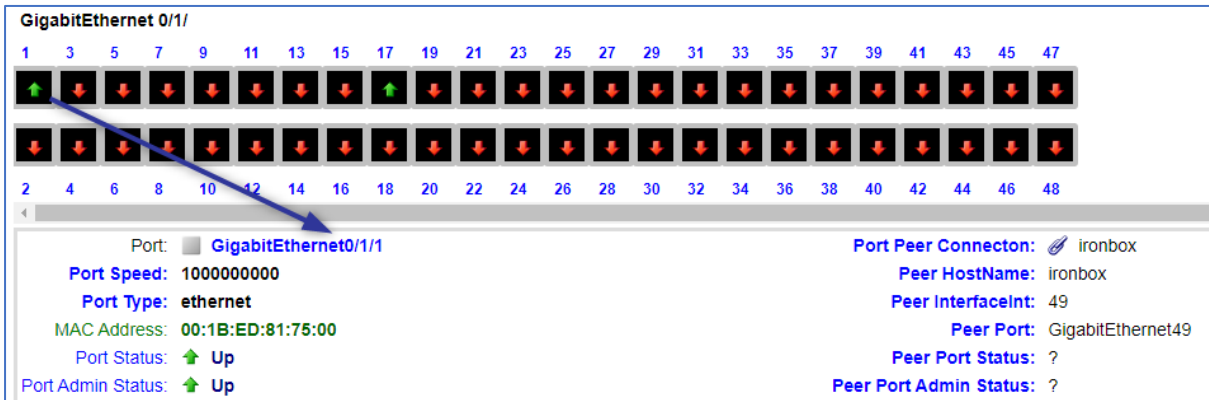 GigabitEthernet 0/1/
1 3 5 7 9 11 13 15 17 19 21 23 25 27 29 31 33 35 37 39 41 43 45 47
2 4 6 8 10 12 14 16 18 20 22 24 26 28 30 32 34 36 38 40 42 44 46 48
Port: GigabitEthernet0/1/1 Port Peer Connecton: ironbox
Port Speed: 1000000000 Peer HostName: ironbox
Port Type: ethernet Peer InterfaceInt: 49
MAC Address: 00:1B:ED:81:75:00 Peer Port: GigabitEthernet49
Port Status: Up Peer Port Status: ?
Port Admin Status: Up Peer Port Admin Status: ?